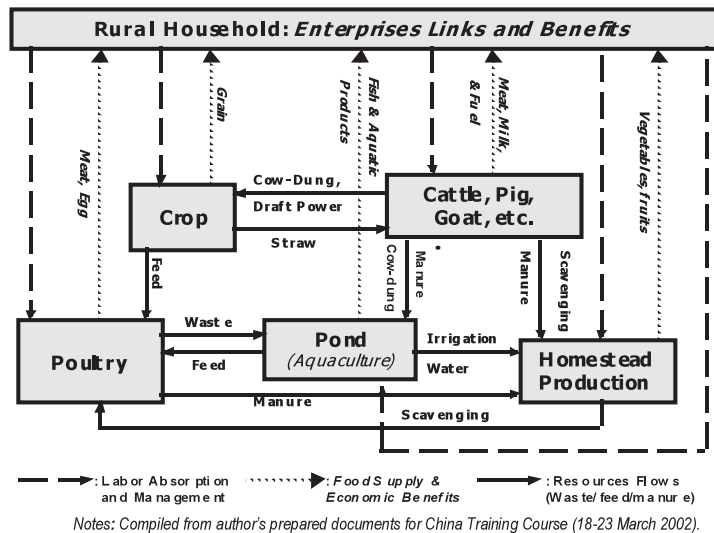 Rural Household: Enterprises Links and Benefits
Meat, Egg
Grain
Fish & Aquatic
Products
Meat, Milk,
& Fuel
Vegetables, fruits
Crop
Cow-Dung,
Draft Power
Straw
Cattle, Pig,
Goat, etc.
Feed
Cow-dung
Manure
Manure
Scavenging
Poultry
Waste
Feed
Pond
(Aquaculture)
Irrigation
Water
Homestead
Production
Manure
Scavenging
: Labor Absorption
and Management
: Food Supply &
Economic Benefits
: Resources Flows
(Waste/feed/manure)
Notes: Compiled from author's prepared documents for China Training Course (18-23 March 2002).